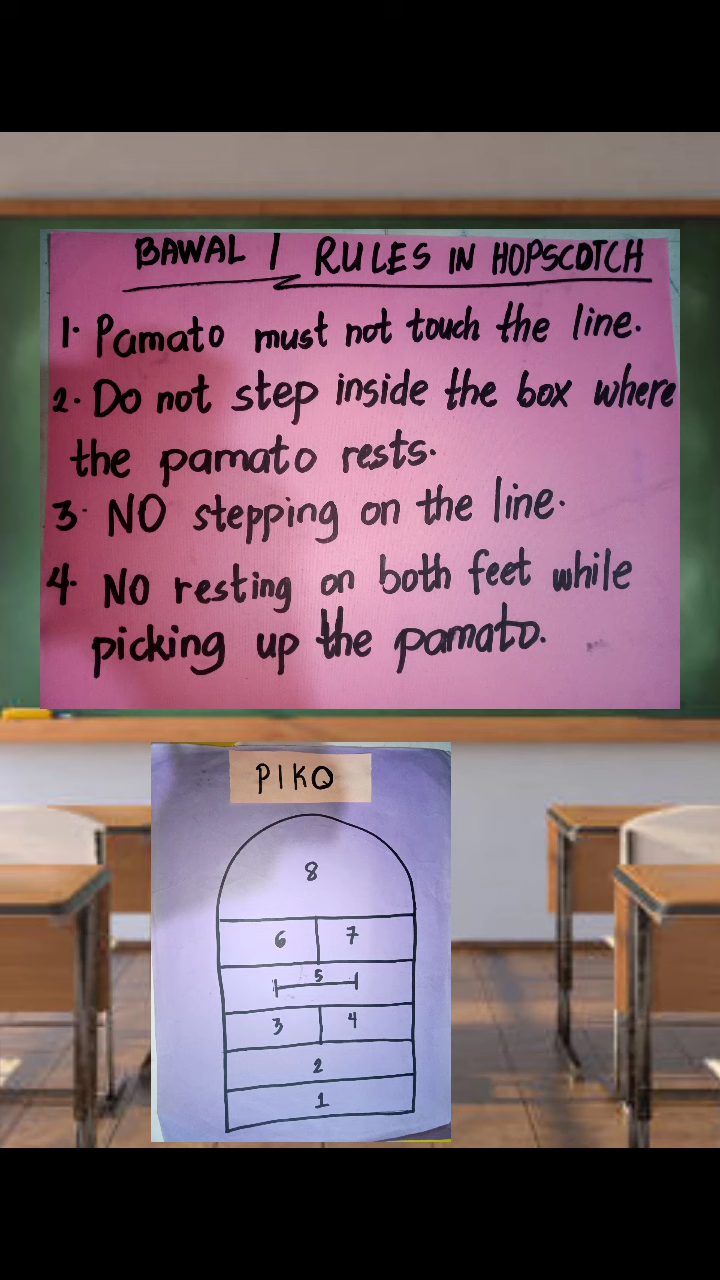 BAWAL / RULES IN HOPSCOTCH
1. Pamato must not touch the line.
2. Do not step inside the box where
the pamato rests.
3. NO stepping on the line.
4. NO resting on both feet while
picking up the pamato.
PIKO
8
6 7
5
3 4
2
1